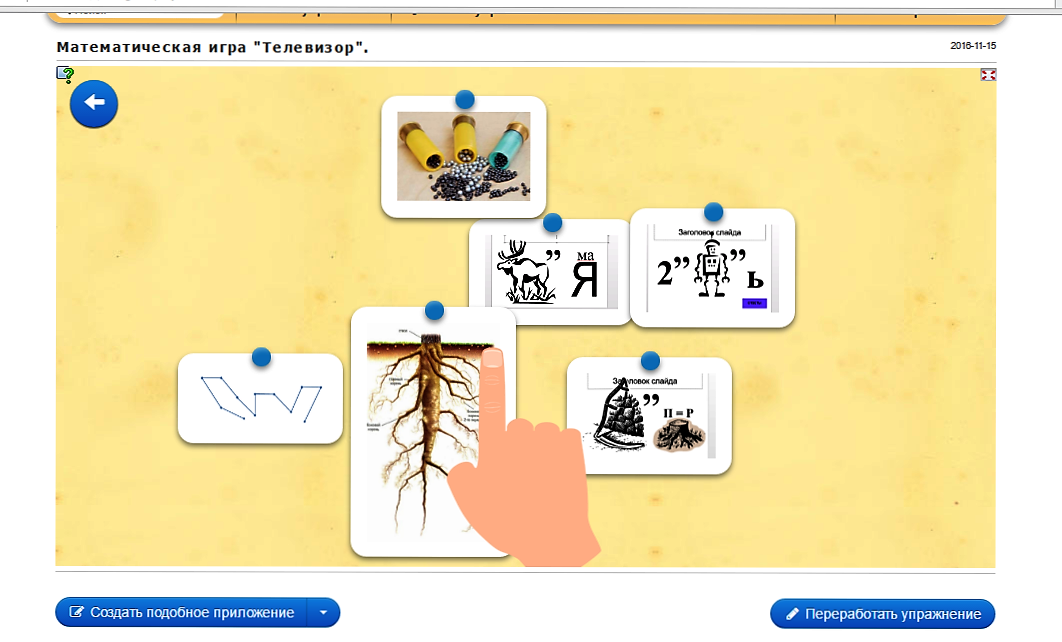 Математическая игра "Телевизор".
2016-11-15
” ма
Я
Заголовок слайда
2” ” ь
Заголовок слайда
” П = Р
Создать подобное приложение
Переработать упражнение